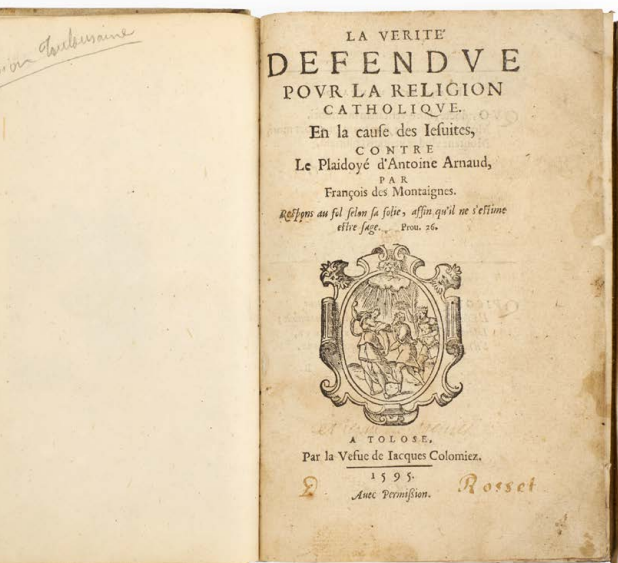 Toulousaine
LA VERITE'
DEFENDVE
POVR LA RELIGION
CATHOLIQVE.
En la cauſe des Ieſuites,
CONTRE
Le Plaidoyé d'Antoine Arnaud,
PAR
François des Montaignes.
Reſpons au fol ſelon ſa folie, affin qu'il ne s'eſtime
eſtre ſage. Prou. 26.
A TOLOSE,
Par la Vefue de Iacques Colomiez.
1595.
Auec Permiſsion.
Rosset